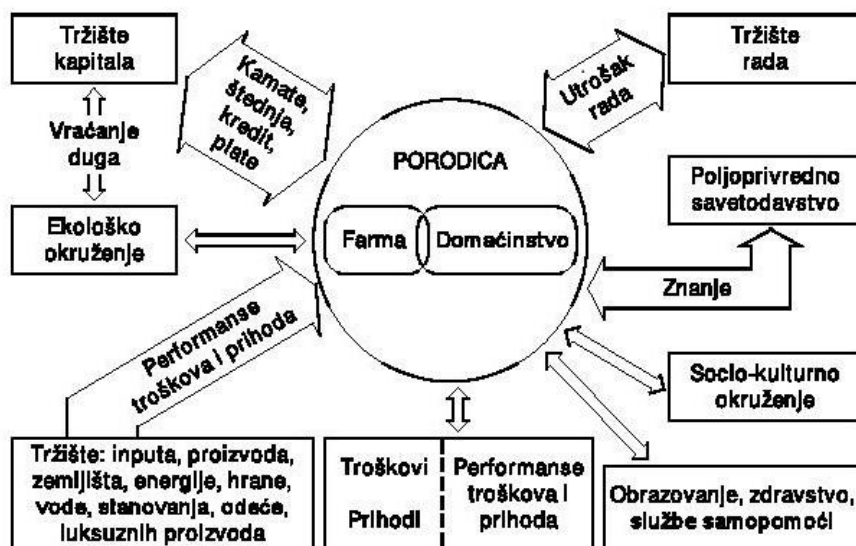 Tržište
kapitala
Kamate,
štednja,
kredit,
plate
Utrošak
rada
Tržište
rada
Vraćanje
duga
PORODICA
Poljoprivredno
savetodavstvo
Ekološko
okruženje
Farma
Domaćinstvo
Znanje
Performanse
troškova i prihoda
Socio-kulturno
okruženje
Tržište: inputa, proizvoda,
zemljišta, energije, hrane,
vode, stanovanja, odeće,
luksuznih proizvoda
Troškovi
Prihodi
Performanse
troškova i
prihoda
Obrazovanje, zdravstvo,
službe samopomoći